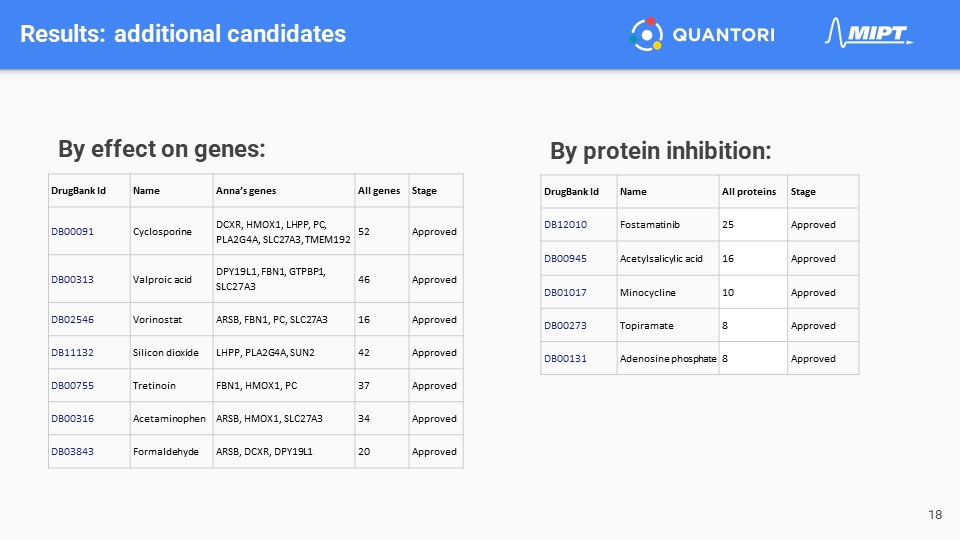 Results: additional candidates
QUANTORI
MIPT
By effect on genes:
DrugBank Id Name Anna's genes All genes Stage
DB00091 Cyclosporine DCXR, HMOX1, LHPP, PC,
PLA2G4A, SLC27A3, TMEM192 52 Approved
DB00313 Valproic acid DPY19L1, FBN1, GTPBP1,
SLC27A3 46 Approved
DB02546 Vorinostat ARSB, FBN1, PC, SLC27A3 16 Approved
DB11132 Silicon dioxide LHPP, PLA2G4A, SUN2 42 Approved
DB00755 Tretinoin FBN1, HMOX1, PC 37 Approved
DB00316 Acetaminophen ARSB, HMOX1, SLC27A3 34 Approved
DB03843 Formaldehyde ARSB, DCXR, DPY19L1 20 Approved
By protein inhibition:
DrugBank Id Name All proteins Stage
DB12010 Fostamatinib 25 Approved
DB00945 Acetylsalicylic acid 16 Approved
DB01017 Minocycline 10 Approved
DB00273 Topiramate 8 Approved
DB00131 Adenosine phosphate 8 Approved
18